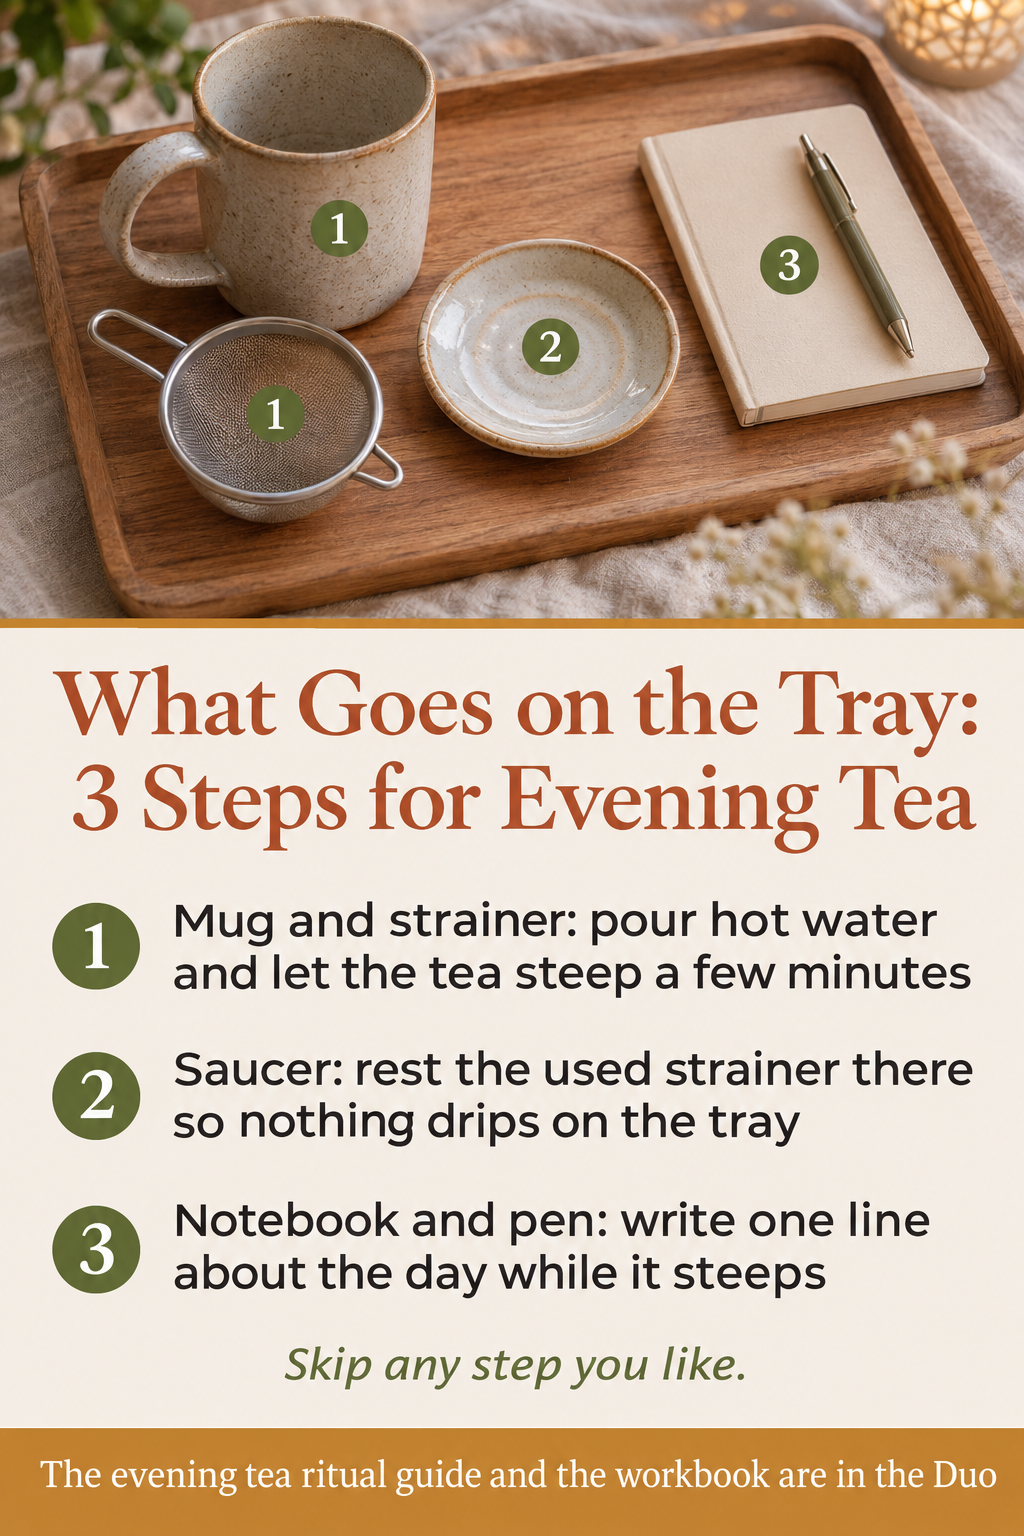 1
2
3
1
What Goes on the Tray:
3 Steps for Evening Tea
1
Mug and strainer: pour hot water
and let the tea steep a few minutes
2
Saucer: rest the used strainer there
so nothing drips on the tray
3
Notebook and pen: write one line
about the day while it steeps
Skip any step you like.
The evening tea ritual guide and the workbook are in the Duo